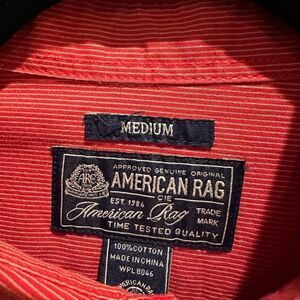 MEDIUM
APPROVED GENUINE ORIGINAL
AMERICAN RAG
CIE
EST. 1984
American Rag
TRADE
MARK
TIME TESTED QUALITY
100% COTTON
MADE IN CHINA
WPL 8046